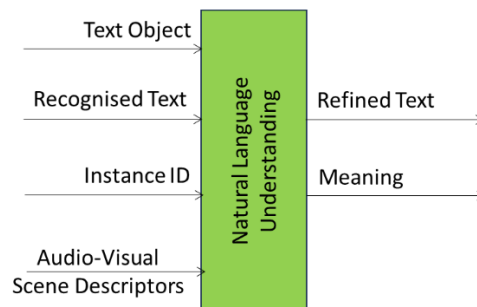 Text Object
Recognised Text
Instance ID
Audio-Visual
Scene Descriptors
Natural Language
Understanding
Refined Text
Meaning